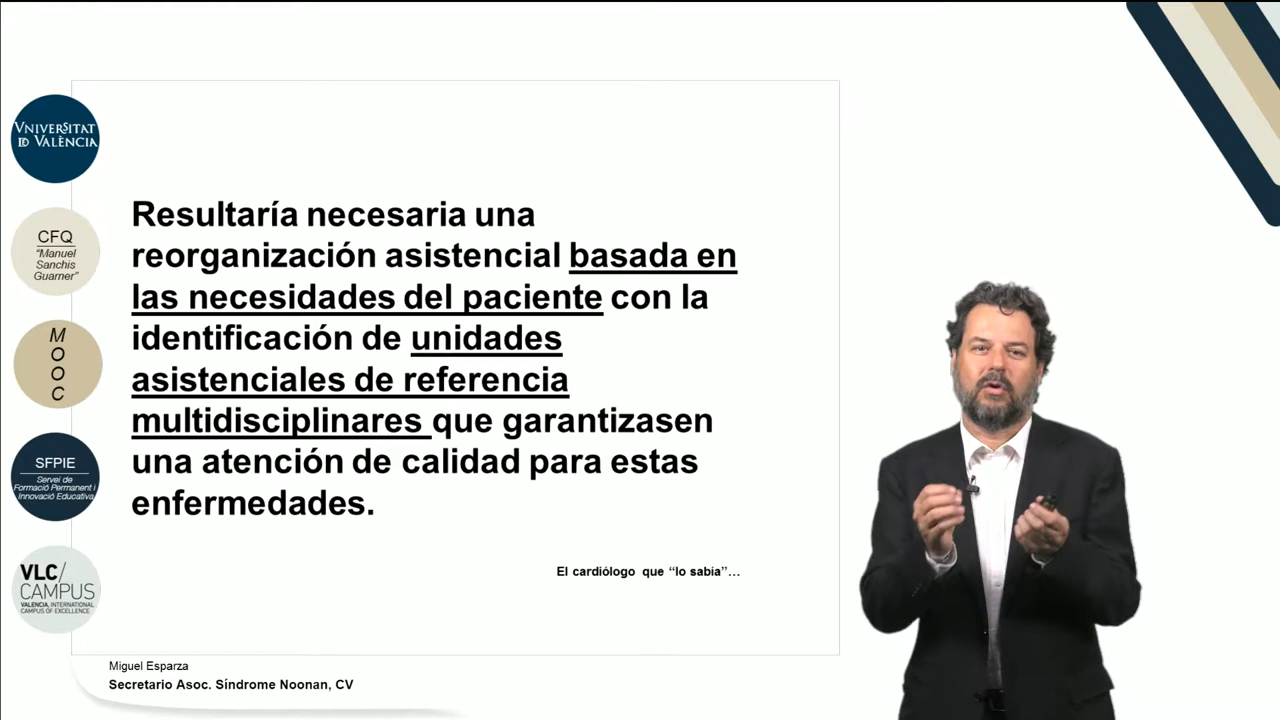 VNIVERSITAT
ID VALÈNCIA
CFQ
“Manuel
Sanchis
Guarner”
M
O
O
C
SFPIE
Servei de
Formació Permanent i
Innovació Educativa
VLC/
CAMPUS
VALENCIA, INTERNATIONAL
CAMPUS OF EXCELLENCE
Resultaría necesaria una
reorganización asistencial basada en
las necesidades del paciente con la
identificación de unidades
asistenciales de referencia
multidisciplinares que garantizasen
una atención de calidad para estas
enfermedades.
El cardiólogo que “lo sabía”...
Miguel Esparza
Secretario Asoc. Síndrome Noonan, CV